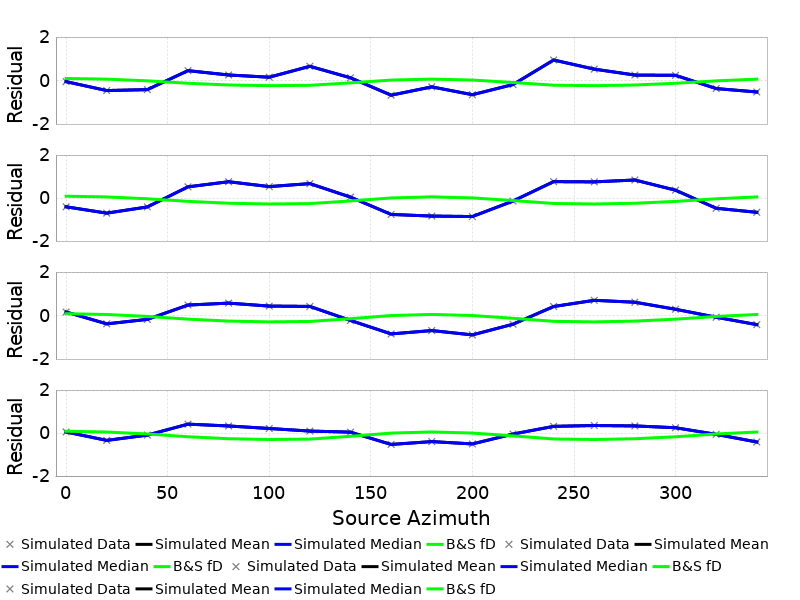 2
0
-2
Residual
2
0
-2
Residual
2
0
-2
Residual
2
0
-2
Residual
0 50 100 150 200 250 300
Source Azimuth
× Simulated Data Simulated Mean Simulated Median B&S fD × Simulated Data Simulated Mean
Simulated Median B&S fD × Simulated Data Simulated Mean Simulated Median B&S fD
× Simulated Data Simulated Mean Simulated Median B&S fD